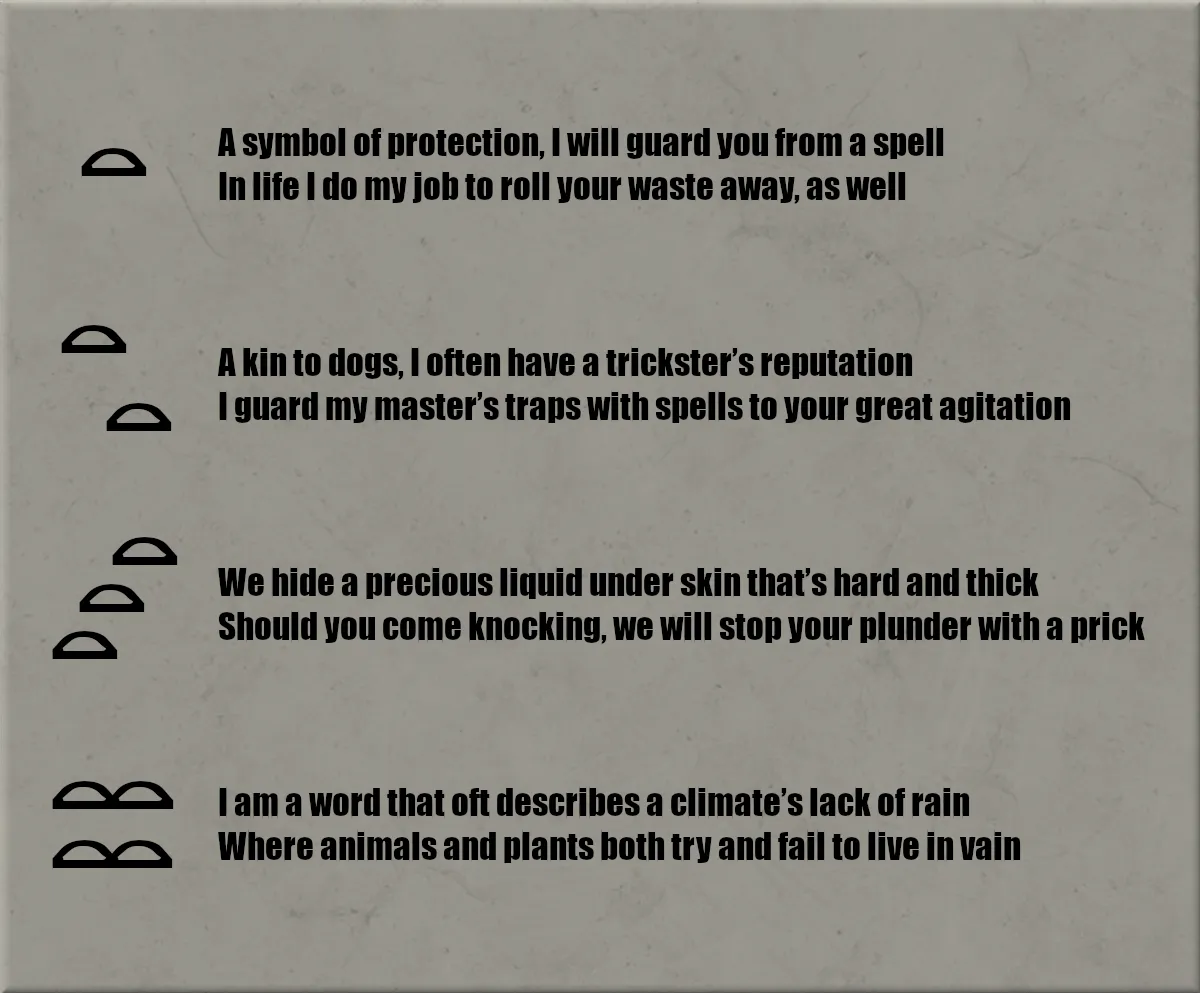 A symbol of protection, I will guard you from a spell
In life I do my job to roll your waste away, as well
A kin to dogs, I often have a trickster’s reputation
I guard my master’s traps with spells to your great agitation
We hide a precious liquid under skin that’s hard and thick
Should you come knocking, we will stop your plunder with a prick
I am a word that oft describes a climate’s lack of rain
Where animals and plants both try and fail to live in vain